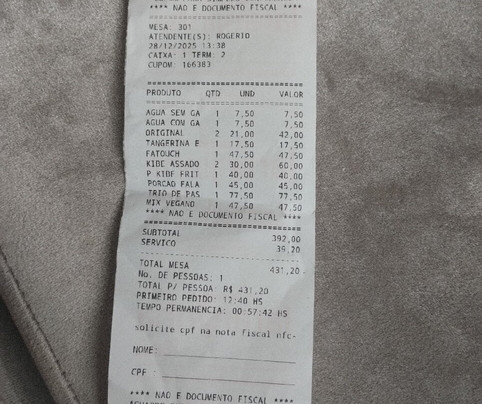 **** NAO E DOCUMENTO FISCAL ****
MESA: 301
ATENDENTE(S): ROGERIO
28/12/2025 13:38
CAIXA: 1 TERM: 2
CUPOM: 166383
PRODUTO QTD UND VALOR
AGUA SEM GA 1 7,50 7,50
AGUA COM GA 1 7,50 7,50
ORIGINAL 2 21,00 42,00
TANGERINA E 1 17,50 17,50
FATOUCH 1 47,50 47,50
KIBE ASSADO 2 30,00 60,00
P KIBE FRIT 1 40,00 40,00
PORCAO FALA 1 45,00 45,00
TRIO DE PAS 1 77,50 77,50
MIX VEGANO 1 47,50 47,50
**** NAO E DOCUMENTO FISCAL ****
SUBTOTAL 392,00
SERVICO 39,20
TOTAL MESA 431,20
No. DE PESSOAS: 1
TOTAL P/ PESSOA: R$ 431,20
PRIMEIRO PEDIDO: 12:40 HS
TEMPO PERMANENCIA: 00:57:42 HS
solicite cpf na nota fiscal nfc-
NOME:
CPF :
**** NAO E DOCUMENTO FISCAL ****